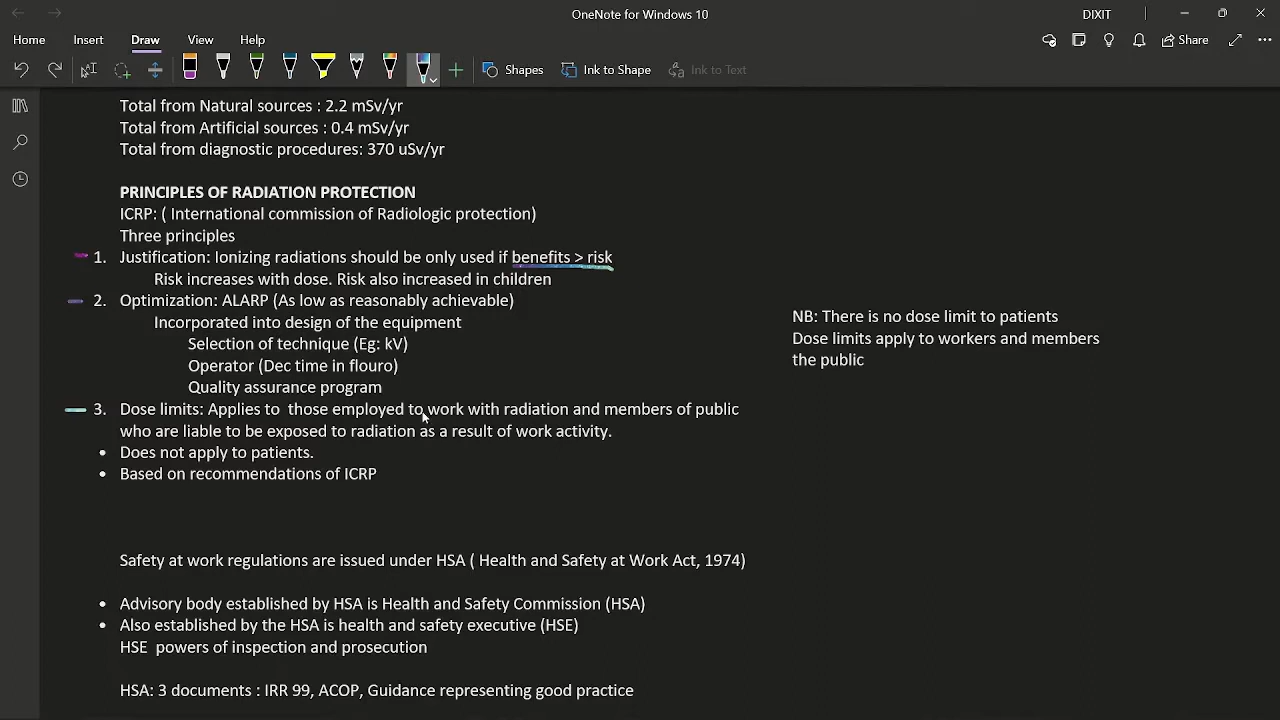 OneNote for Windows 10
DIXIT
Home Insert Draw View Help
Share
Shapes Ink to Shape Ink to Text
Total from Natural sources : 2.2 mSv/yr
Total from Artificial sources : 0.4 mSv/yr
Total from diagnostic procedures: 370 uSv/yr
PRINCIPLES OF RADIATION PROTECTION
ICRP: ( International commission of Radiologic protection)
Three principles
1. Justification: Ionizing radiations should be only used if benefits > risk
Risk increases with dose. Risk also increased in children
2. Optimization: ALARP (As low as reasonably achievable)
Incorporated into design of the equipment
Selection of technique (Eg: kV)
Operator (Dec time in flouro)
Quality assurance program
3. Dose limits: Applies to those employed to work with radiation and members of public
who are liable to be exposed to radiation as a result of work activity.
• Does not apply to patients.
• Based on recommendations of ICRP
NB: There is no dose limit to patients
Dose limits apply to workers and members
the public
Safety at work regulations are issued under HSA ( Health and Safety at Work Act, 1974)
• Advisory body established by HSA is Health and Safety Commission (HSA)
• Also established by the HSA is health and safety executive (HSE)
HSE powers of inspection and prosecution
HSA: 3 documents : IRR 99, ACOP, Guidance representing good practice